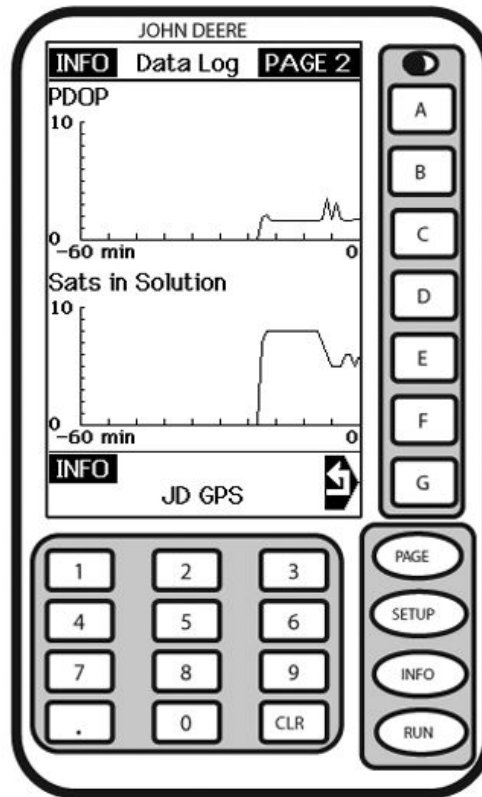 JOHN DEERE
INFO Data Log PAGE 2
PDOP
10
0
-60 min 0
Sats in Solution
10
0
-60 min 0
INFO
JD GPS
A
B
C
D
E
F
G
1 2 3
4 5 6
7 8 9
. 0 CLR
PAGE
SETUP
INFO
RUN